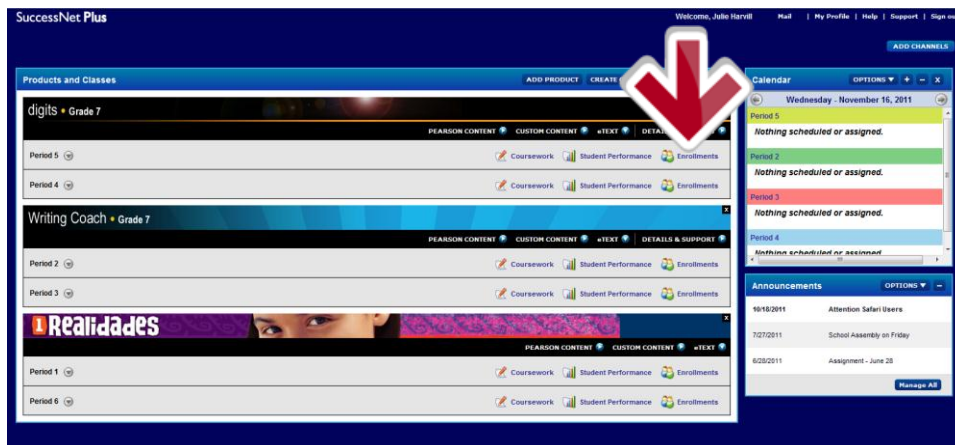 SuccessNet Plus
Welcome, Julie Harvill Mail | My Profile | Help | Support | Sign
ADD CHANNELS
Products and Classes ADD PRODUCT CREATE
digits • Grade 7
PEARSON CONTENT CUSTOM CONTENT eTEXT
Period 5 Coursework Student Performance Enrollments
Period 4 Coursework Student Performance Enrollments
Writing Coach • Grade 7
PEARSON CONTENT CUSTOM CONTENT eTEXT DETAILS & SUPPORT
Period 2 Coursework Student Performance Enrollments
Period 3 Coursework Student Performance Enrollments
1 Realidades
PEARSON CONTENT CUSTOM CONTENT eTEXT
Period 1 Coursework Student Performance Enrollments
Period 6 Coursework Student Performance Enrollments
Calendar OPTIONS + - x
Wednesday - November 16, 2011
Period 5
Nothing scheduled or assigned.
Period 2
Nothing scheduled or assigned.
Period 3
Nothing scheduled or assigned.
Period 4
Nothing scheduled or assigned.
Announcements OPTIONS -
10/18/2011 Attention Safari Users
7/27/2011 School Assembly on Friday
6/28/2011 Assignment - June 28
Manage All